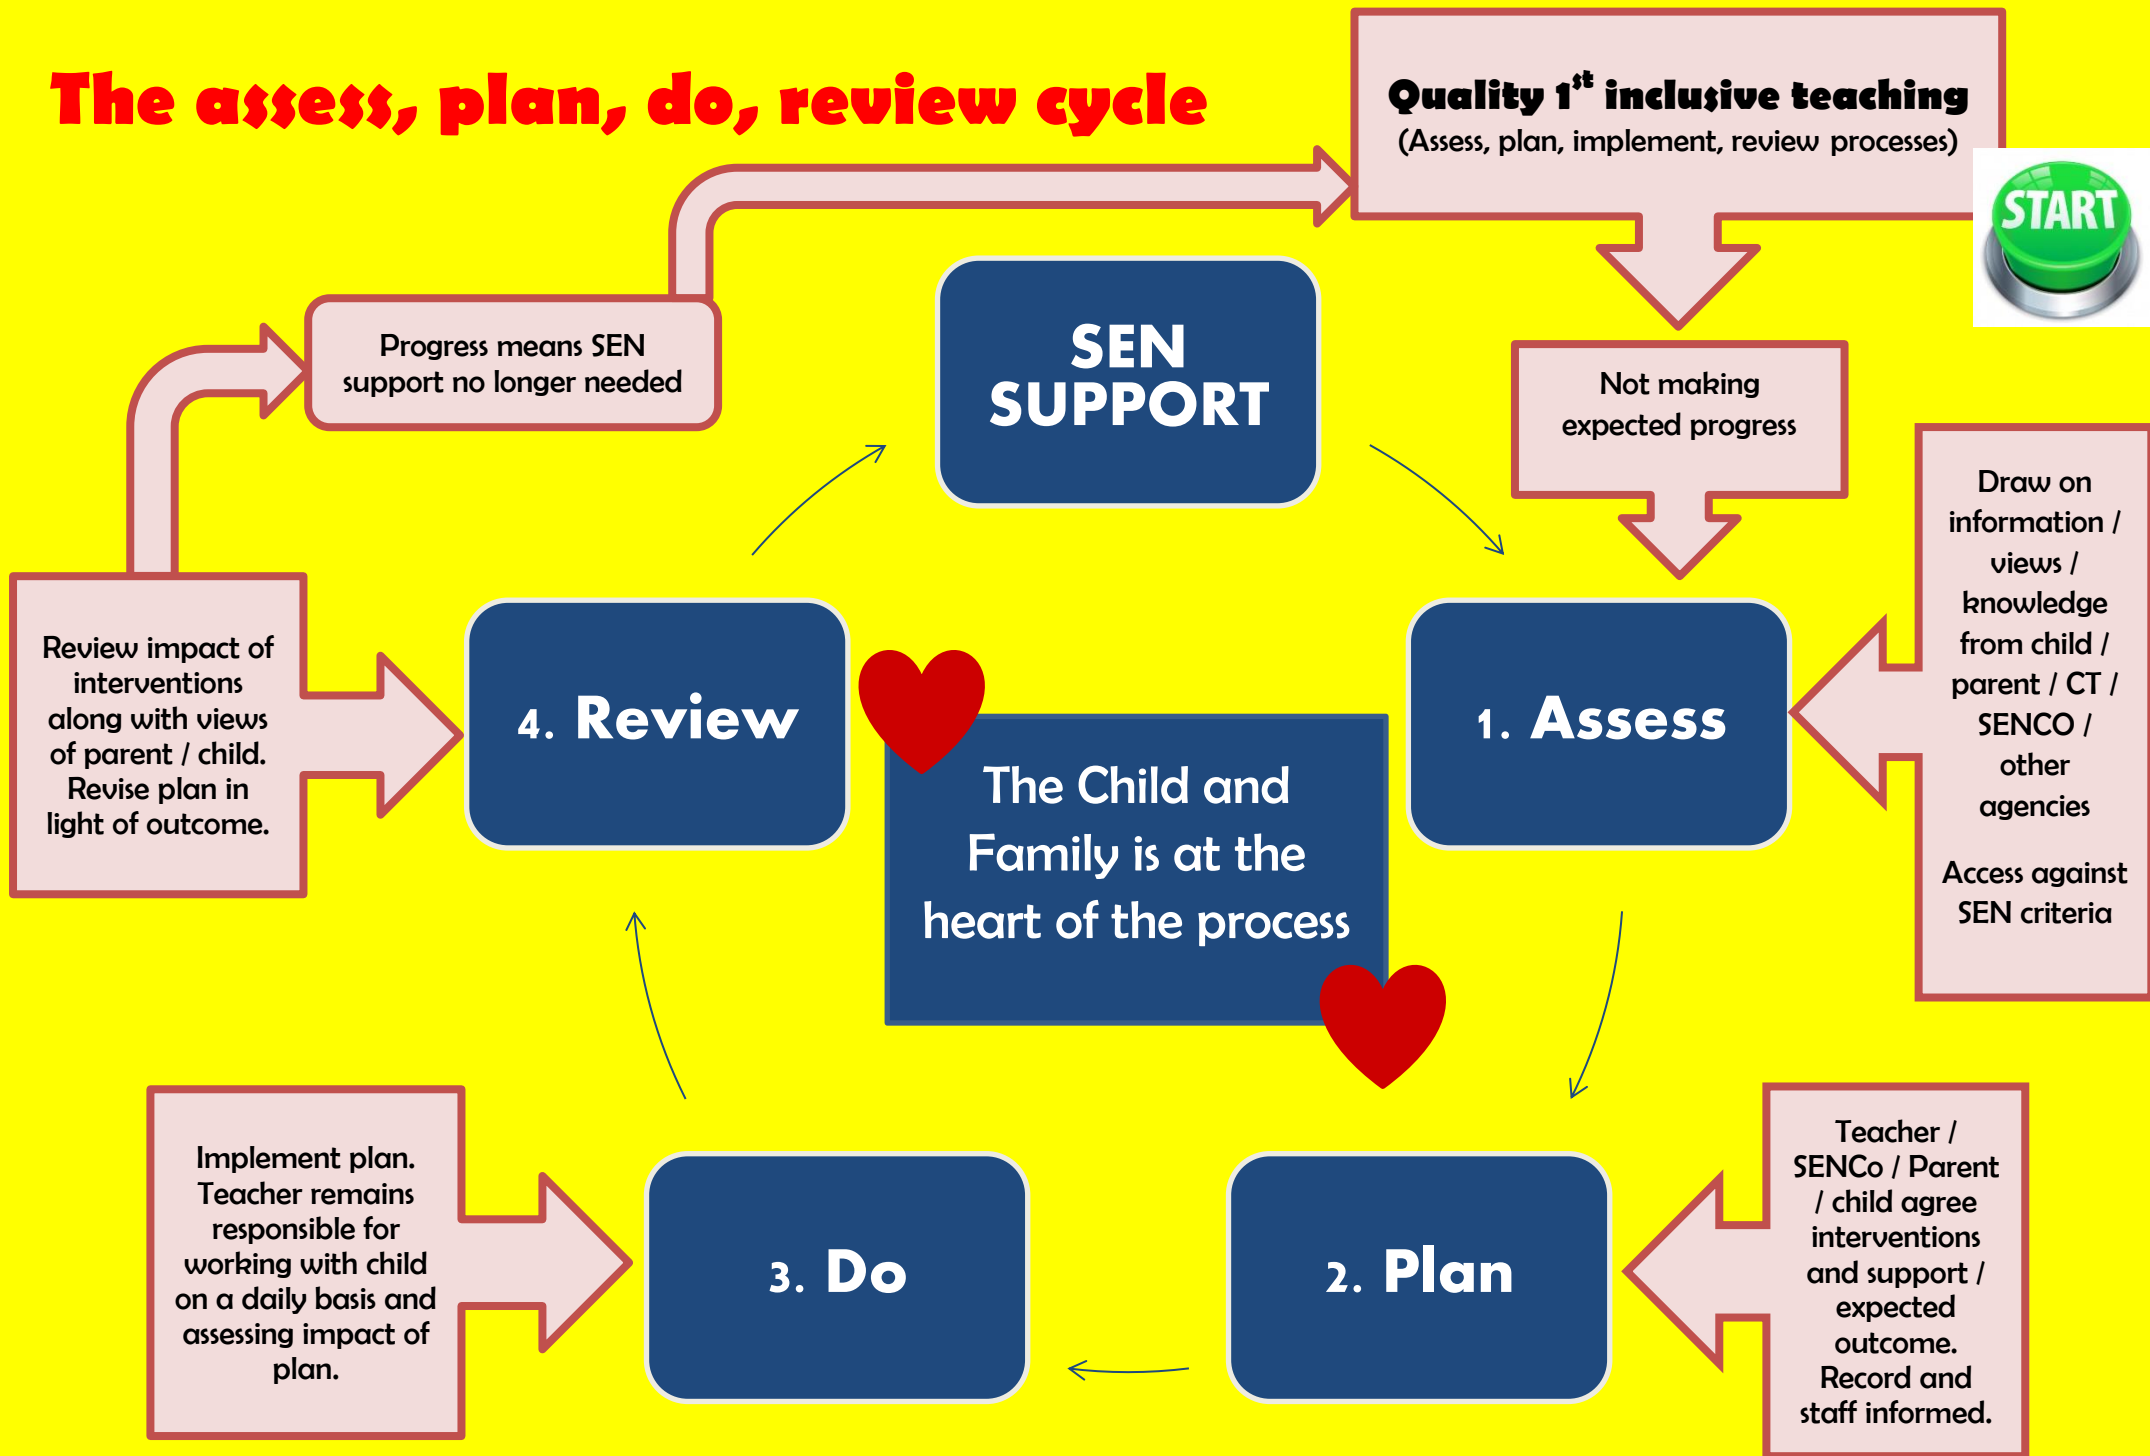 The assess, plan, do, review cycle
Quality 1st inclusive teaching
(Assess, plan, implement, review processes)
START
Progress means SEN
support no longer needed
SEN
SUPPORT
Not making
expected progress
Draw on
information /
views /
knowledge
from child /
parent / CT /
SENCO /
other
agencies
Access against
SEN criteria
Review impact of
interventions
along with views
of parent / child.
Revise plan in
light of outcome.
4. Review
1. Assess
The Child and
Family is at the
heart of the process
Implement plan.
Teacher remains
responsible for
working with child
on a daily basis and
assessing impact of
plan.
3. Do
2. Plan
Teacher /
SENCo / Parent
/ child agree
interventions
and support /
expected
outcome.
Record and
staff informed.